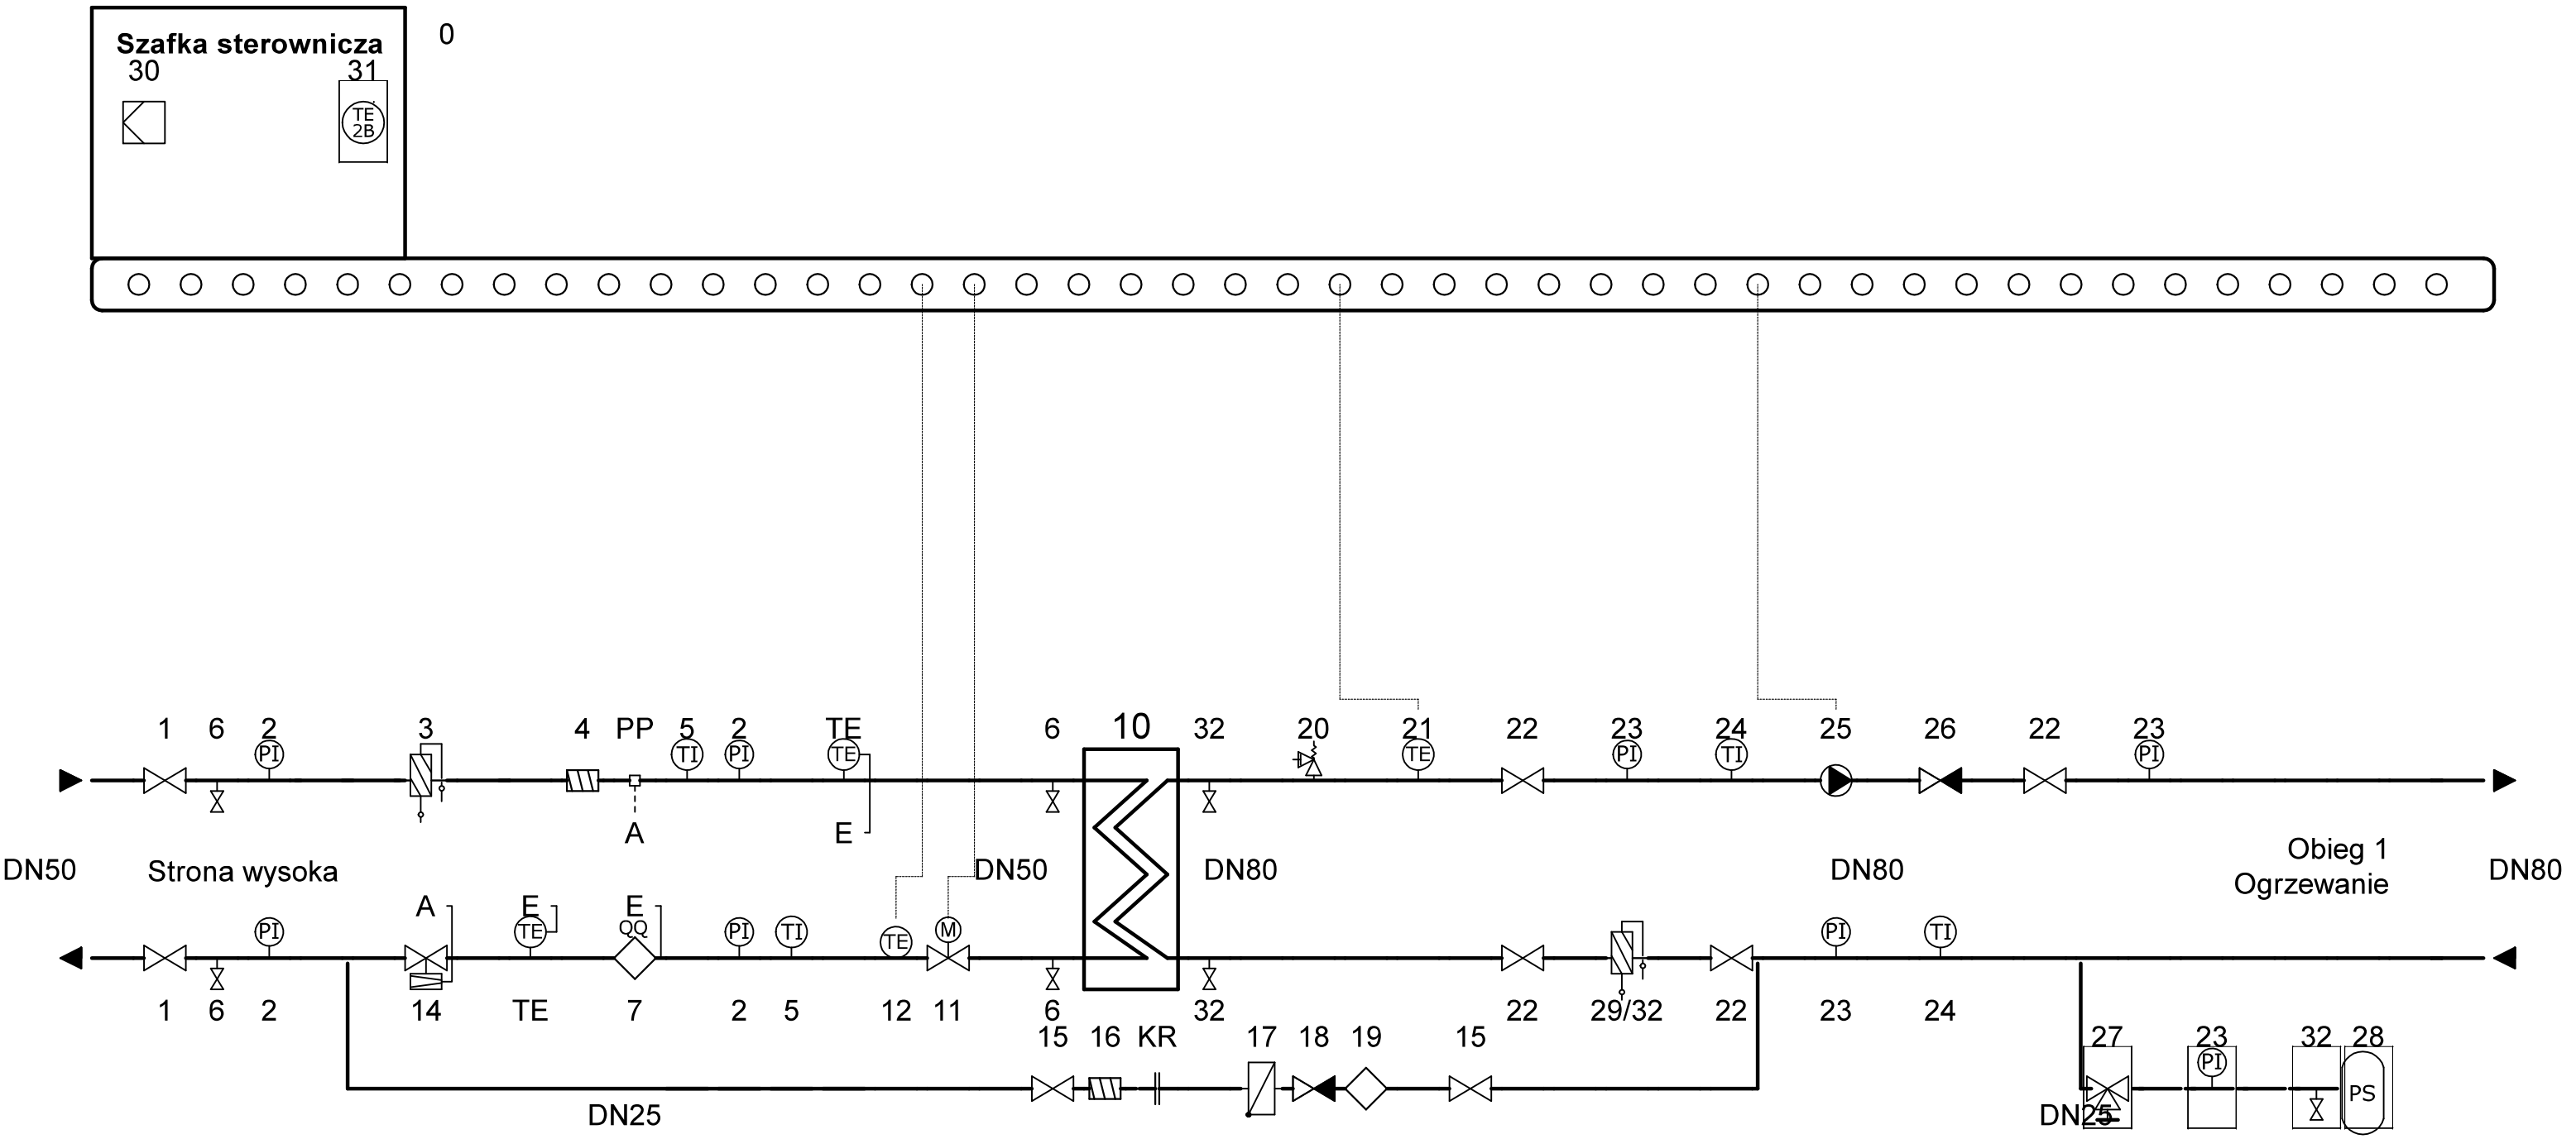 Szafka sterownicza 0
30 31
TE
2B
1 6 2 3 4 PP 5 2 TE 6 10 32 20 21 22 23 24 25 26 22 23
PI TI PI TE TE PI TI PI
A E
DN50 Strona wysoka DN50 DN80 DN80 Obieg 1 DN80
Ogrzewanie
A E E
PI TE QQ PI TI TE M PI TI
1 6 2 14 TE 7 2 5 12 11 6 32 22 29/32 22 23 24
15 16 KR 17 18 19 15 27 23 32 28
PI
PS
DN25 DN25